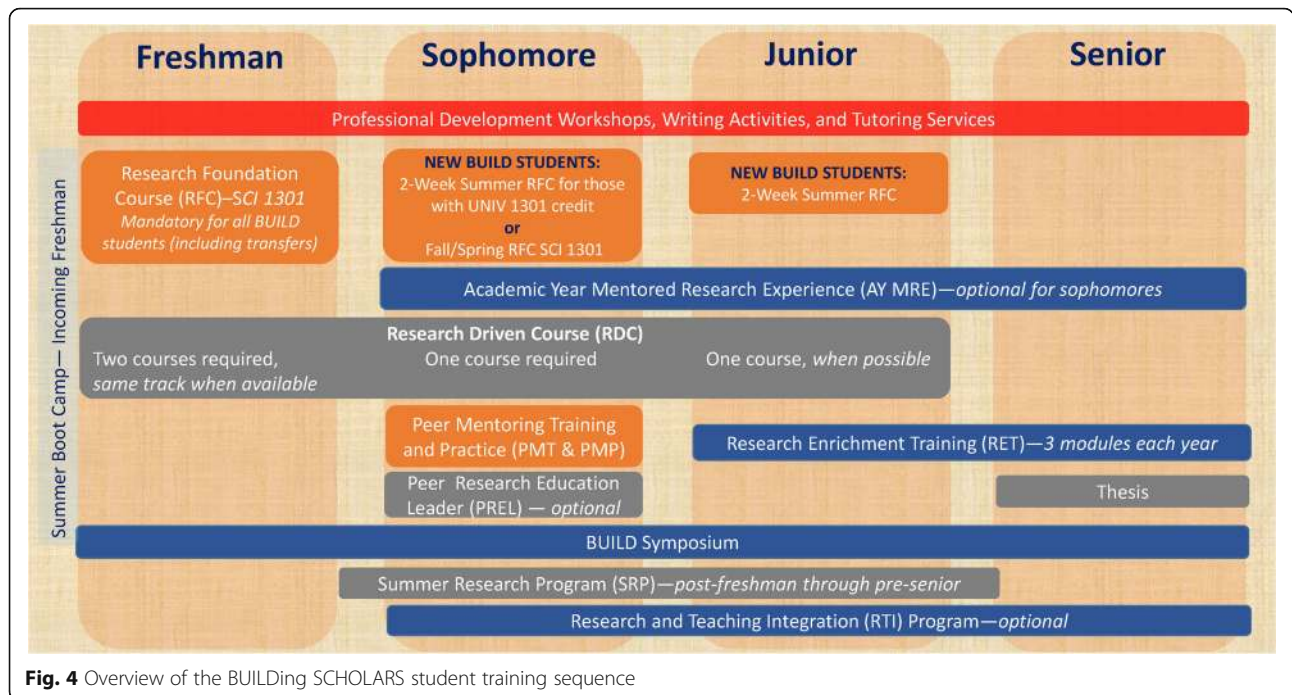 Freshman
Sophomore
Junior
Senior
Professional Development Workshops, Writing Activities, and Tutoring Services
Summer Boot Camp— Incoming Freshman
Research Foundation
Course (RFC)–SCI 1301
Mandatory for all BUILD
students (including transfers)
NEW BUILD STUDENTS:
2-Week Summer RFC for those
with UNIV 1301 credit
or
Fall/Spring RFC SCI 1301
NEW BUILD STUDENTS:
2-Week Summer RFC
Academic Year Mentored Research Experience (AY MRE)—optional for sophomores
Research Driven Course (RDC)
Two courses required,
same track when available
One course required
One course, when possible
Peer Mentoring Training
and Practice (PMT & PMP)
Research Enrichment Training (RET)—3 modules each year
Peer Research Education
Leader (PREL) — optional
Thesis
BUILD Symposium
Summer Research Program (SRP)—post-freshman through pre-senior
Research and Teaching Integration (RTI) Program—optional
Fig. 4 Overview of the BUILDing SCHOLARS student training sequence